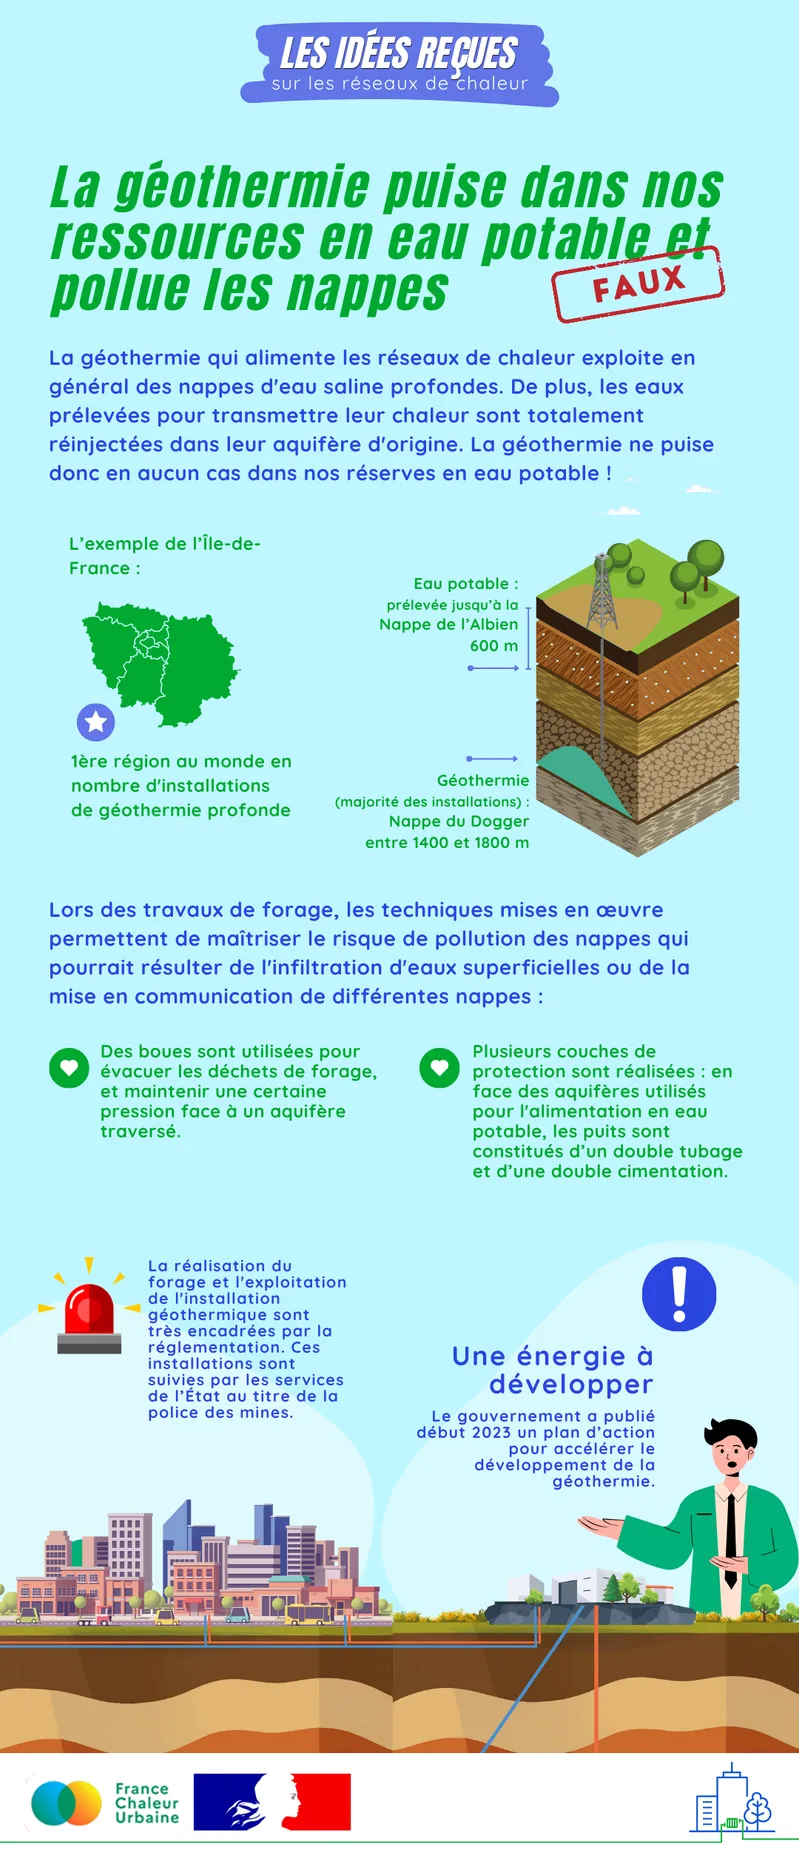 LES IDÉES REÇUES
sur les réseaux de chaleur
La géothermie puise dans nos
ressources en eau potable et
pollue les nappes
FAUX
La géothermie qui alimente les réseaux de chaleur exploite en
général des nappes d'eau saline profondes. De plus, les eaux
prélevées pour transmettre leur chaleur sont totalement
réinjectées dans leur aquifère d'origine. La géothermie ne puise
donc en aucun cas dans nos réserves en eau potable !
L'exemple de l'Île-de-
France :
1ère région au monde en
nombre d'installations
de géothermie profonde
Eau potable :
prélevée jusqu'à la
Nappe de l'Albien
600 m
Géothermie
(majorité des installations) :
Nappe du Dogger
entre 1400 et 1800 m
Lors des travaux de forage, les techniques mises en œuvre
permettent de maîtriser le risque de pollution des nappes qui
pourrait résulter de l'infiltration d'eaux superficielles ou de la
mise en communication de différentes nappes :
Des boues sont utilisées pour
évacuer les déchets de forage,
et maintenir une certaine
pression face à un aquifère
traversé.
Plusieurs couches de
protection sont réalisées : en
face des aquifères utilisés
pour l'alimentation en eau
potable, les puits sont
constitués d'un double tubage
et d'une double cimentation.
La réalisation du
forage et l'exploitation
de l'installation
géothermique sont
très encadrées par la
réglementation. Ces
installations sont
suivies par les services
de l'État au titre de la
police des mines.
Une énergie à
développer
Le gouvernement a publié
début 2023 un plan d'action
pour accélérer le
développement de la
géothermie.
France
Chaleur
Urbaine